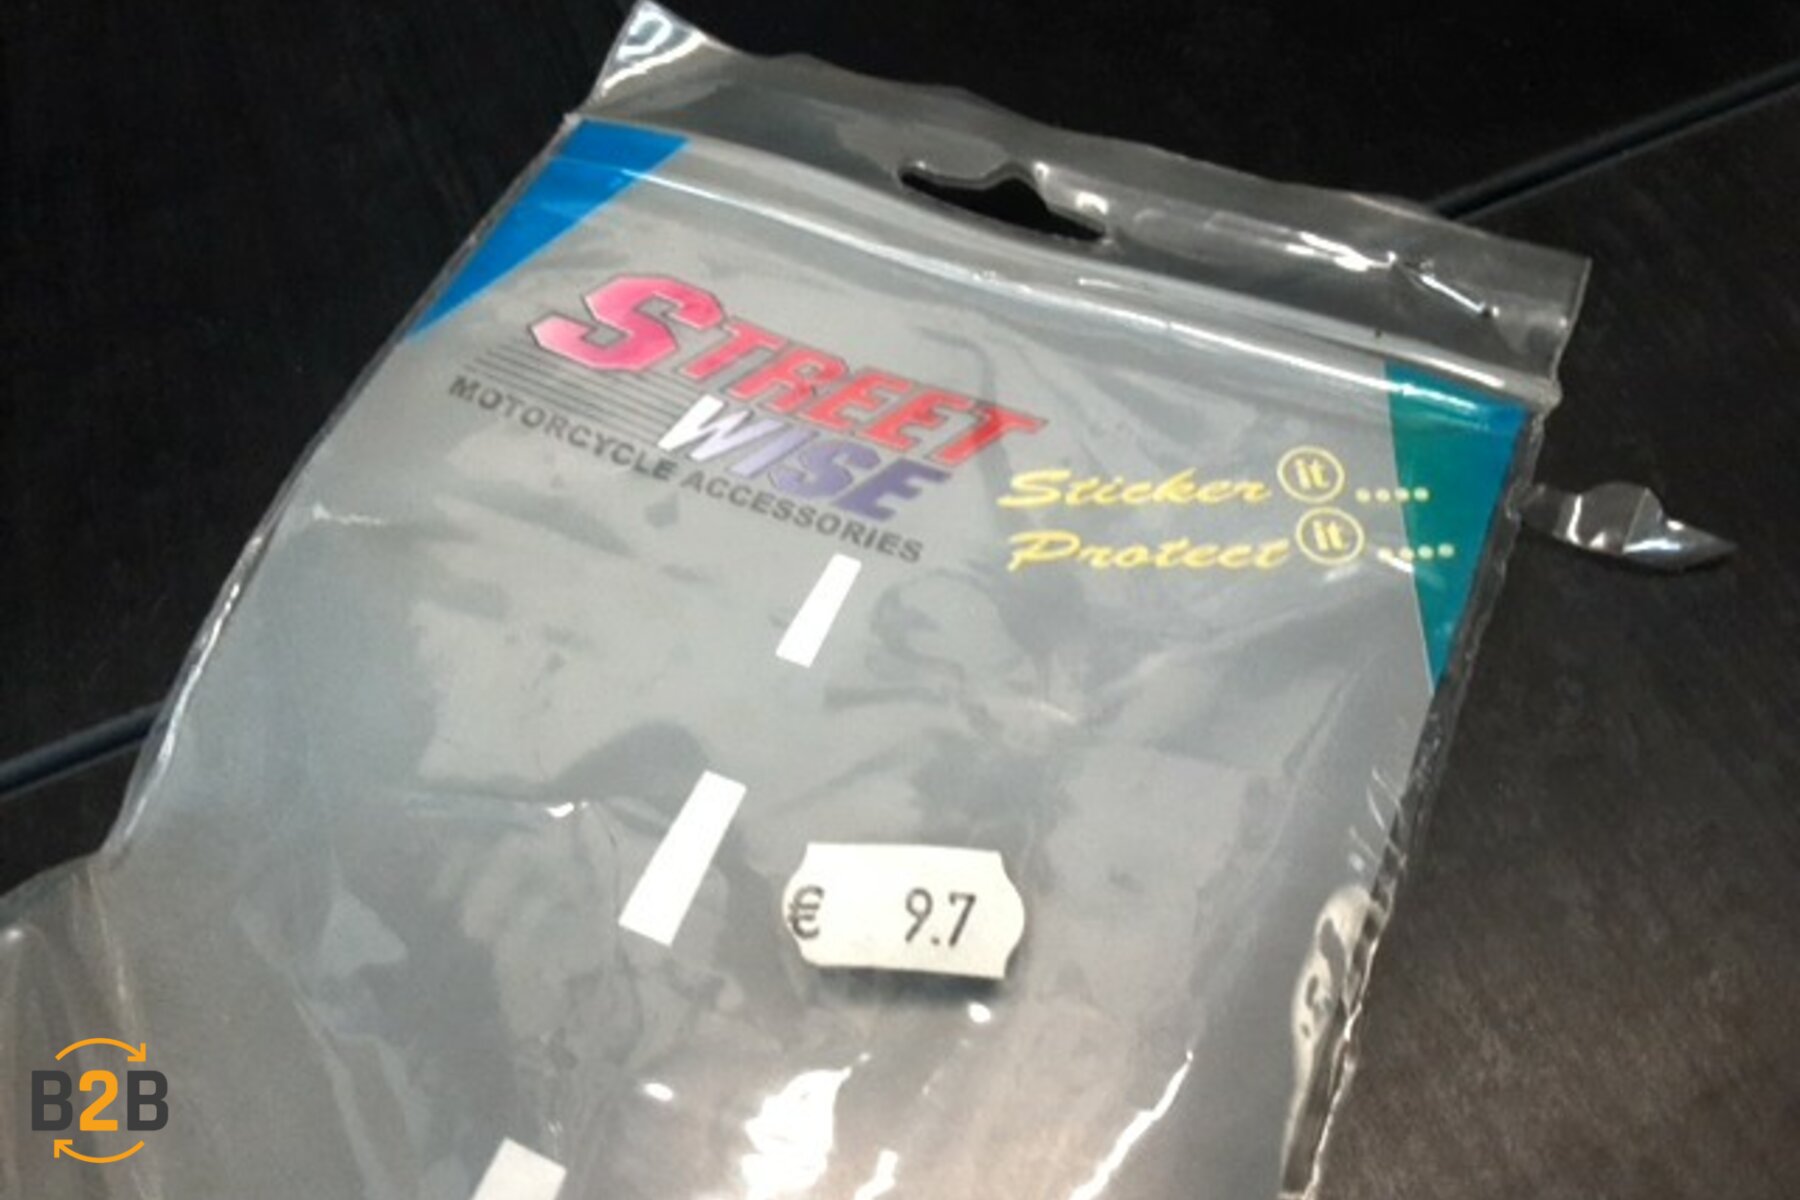 STREET
WISE
MOTORCYCLE ACCESSORIES
Sticker it ....
Protect it ....
€ 9.7
B2B